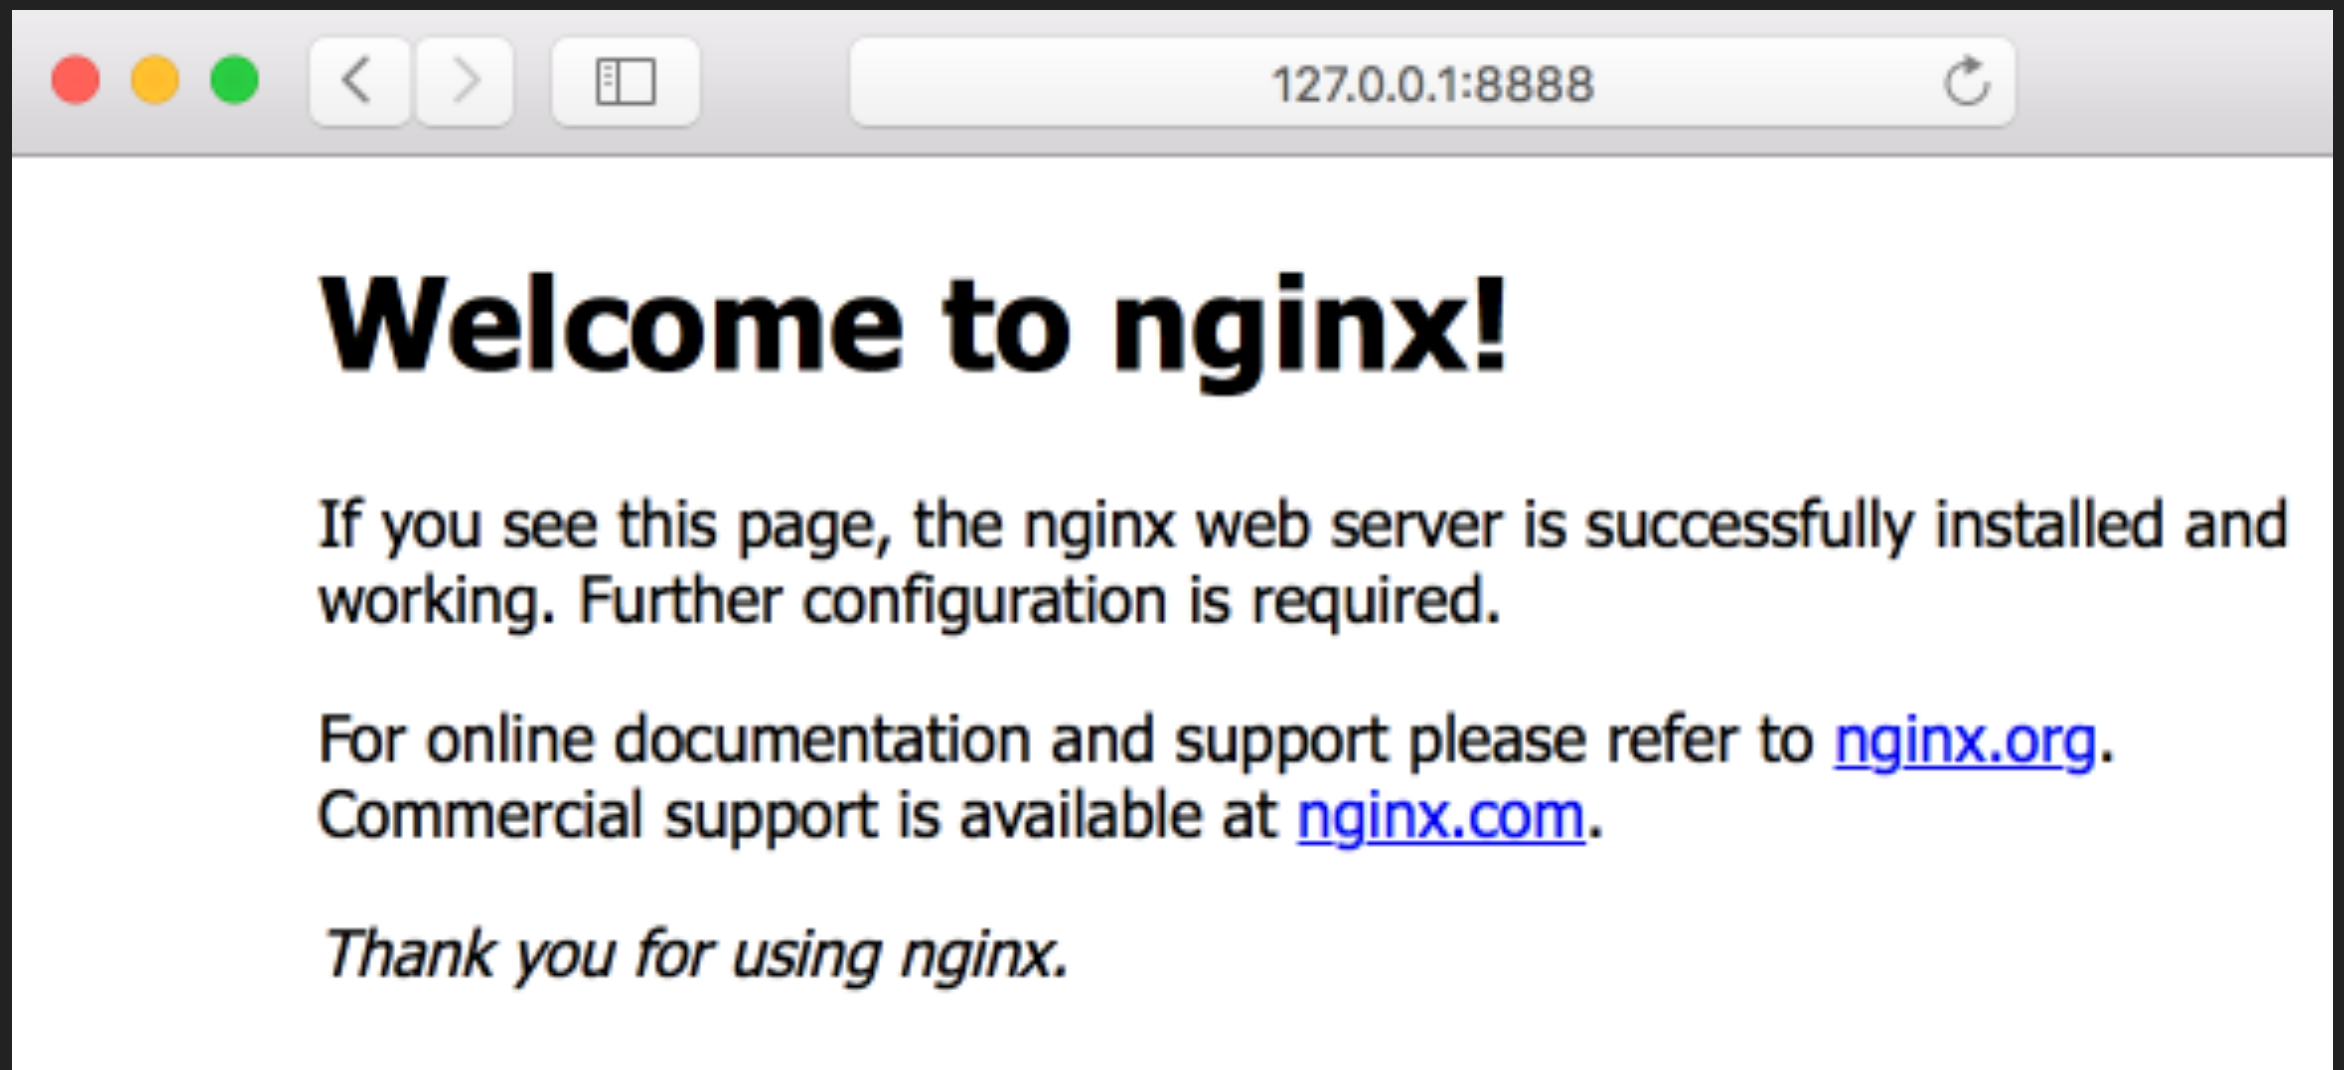 127.0.0.1:8888
Welcome to nginx!
If you see this page, the nginx web server is successfully installed and
working. Further configuration is required.
For online documentation and support please refer to nginx.org.
Commercial support is available at nginx.com.
Thank you for using nginx.